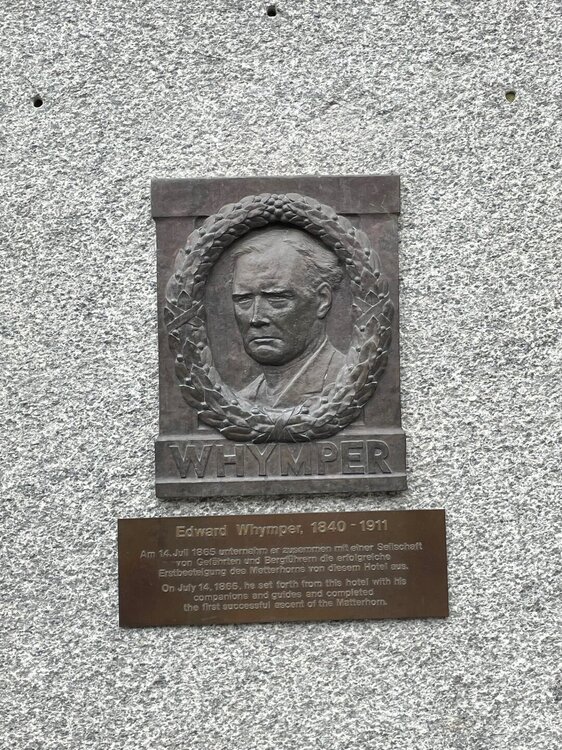 WHYMPER
Edward Whymper, 1840 - 1911
Am 14. Juli 1865 unternahm er zusammen mit einer Seilschaft
von Gefährten und Bergführern die erfolgreiche
Erstbesteigung des Matterhorns von diesem Hotel aus.
On July 14, 1865, he set forth from this hotel with his
companions and guides and completed
the first successful ascent of the Matterhorn.